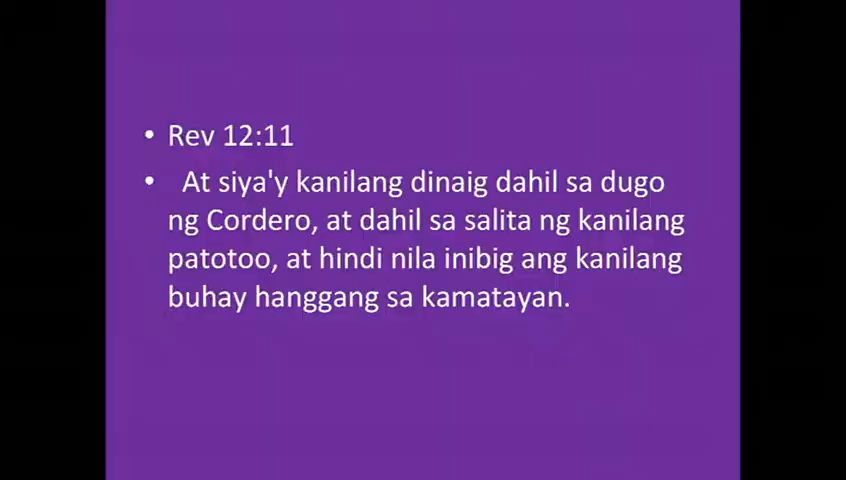 • Rev 12:11
• At siya'y kanilang dinaig dahil sa dugo
ng Cordero, at dahil sa salita ng kanilang
patotoo, at hindi nila inibig ang kanilang
buhay hanggang sa kamatayan.